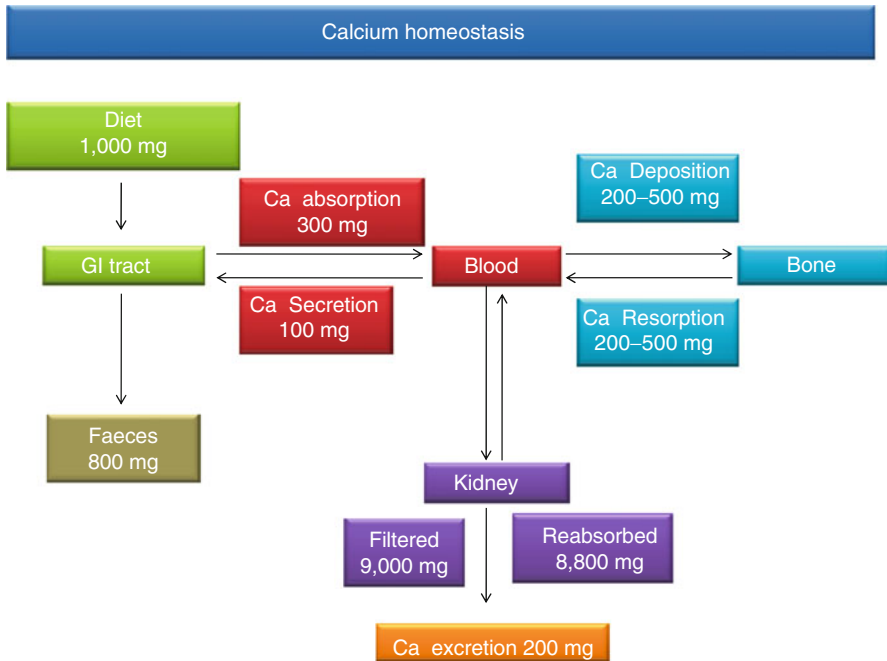 Calcium homeostasis
Diet
1,000 mg
Ca absorption
300 mg
Ca Deposition
200–500 mg
GI tract
Blood
Bone
Ca Secretion
100 mg
Ca Resorption
200–500 mg
Faeces
800 mg
Kidney
Filtered
9,000 mg
Reabsorbed
8,800 mg
Ca excretion 200 mg